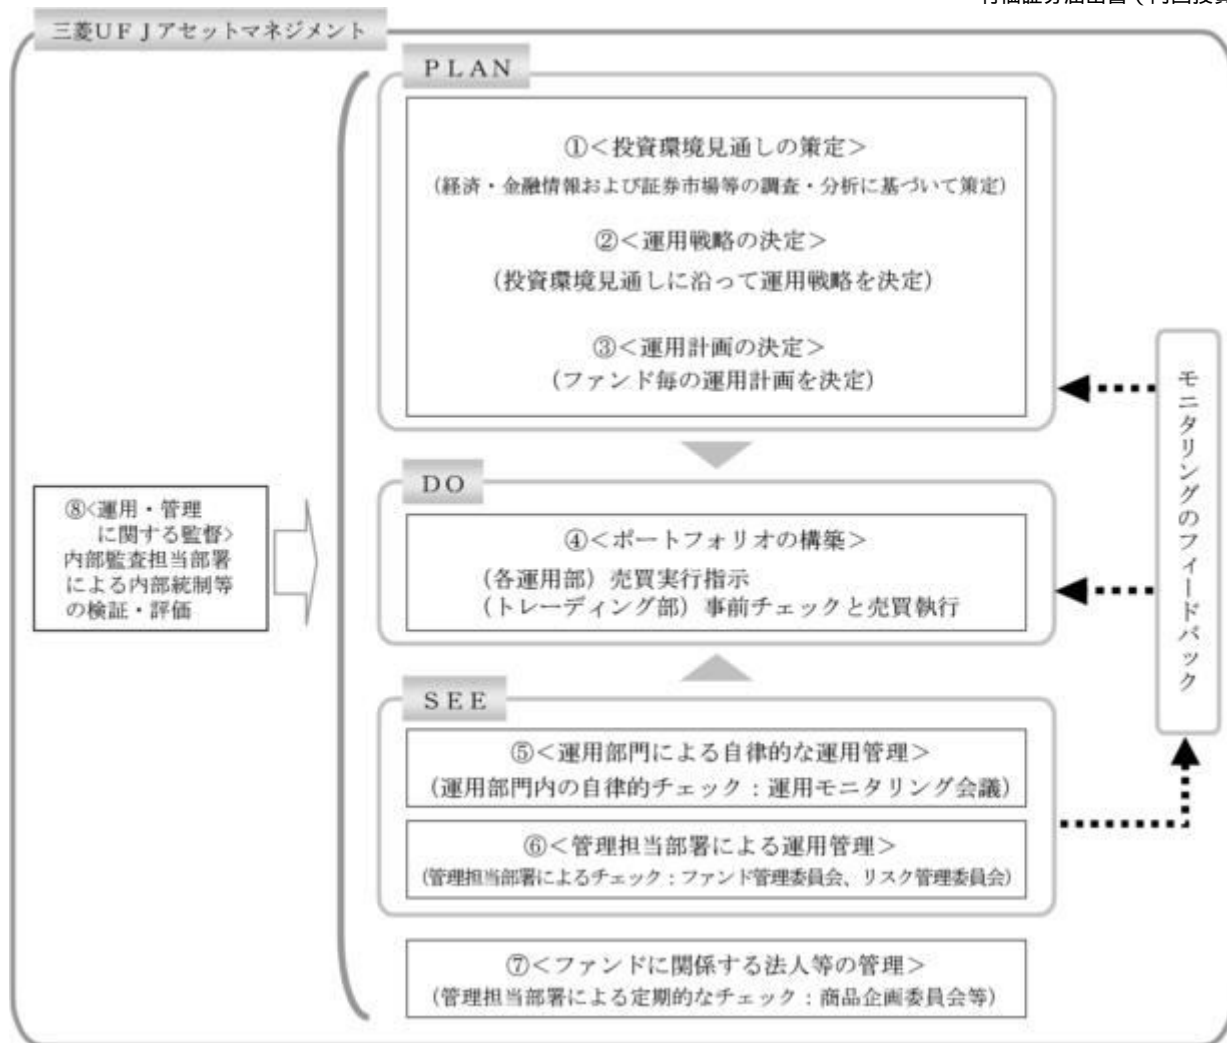 三菱ＵＦＪアセットマネジメント
ＰＬＡＮ
①＜投資環境見通しの策定＞
（経済・金融情報および証券市場等の調査・分析に基づいて策定）
②＜運用戦略の決定＞
（投資環境見通しに沿って運用戦略を決定）
③＜運用計画の決定＞
（ファンド毎の運用計画を決定）
ＤＯ
④＜ポートフォリオの構築＞
（各運用部）売買実行指示
（トレーディング部）事前チェックと売買執行
ＳＥＥ
⑤＜運用部門による自律的な運用管理＞
（運用部門内の自律的チェック：運用モニタリング会議）
⑥＜管理担当部署による運用管理＞
（管理担当部署によるチェック：ファンド管理委員会、リスク管理委員会）
⑦＜ファンドに関係する法人等の管理＞
（管理担当部署による定期的なチェック：商品企画委員会等）
⑧<運用・管理
に関する監督>
内部監査担当部署
による内部統制等
の検証・評価
モニタリングのフィードバック